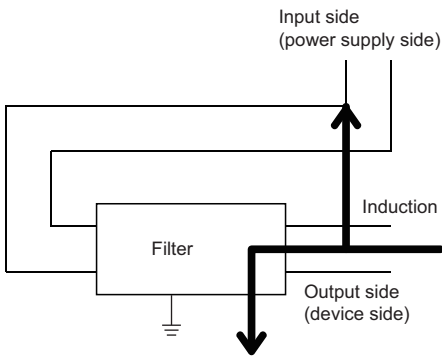 Input side
(power supply side)
Induction
Filter
Output side
(device side)